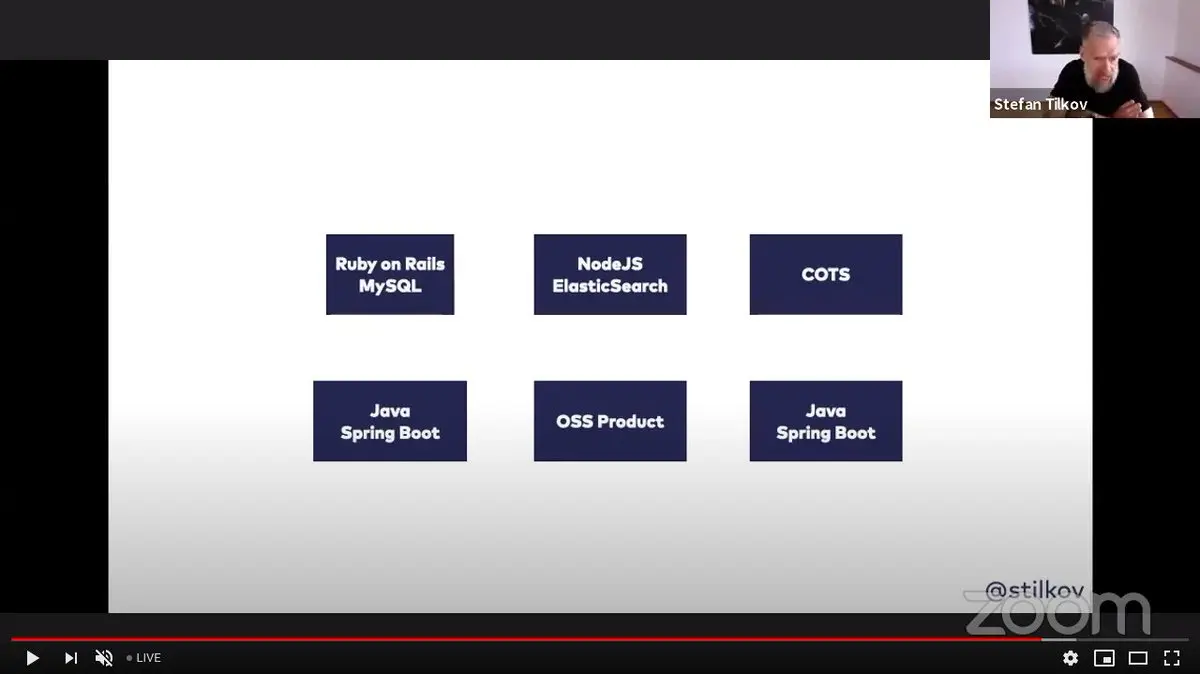 Stefan Tilkov
Ruby on Rails
MySQL
NodeJS
ElasticSearch
COTS
Java
Spring Boot
OSS Product
Java
Spring Boot
@stilkov
zoom
LIVE